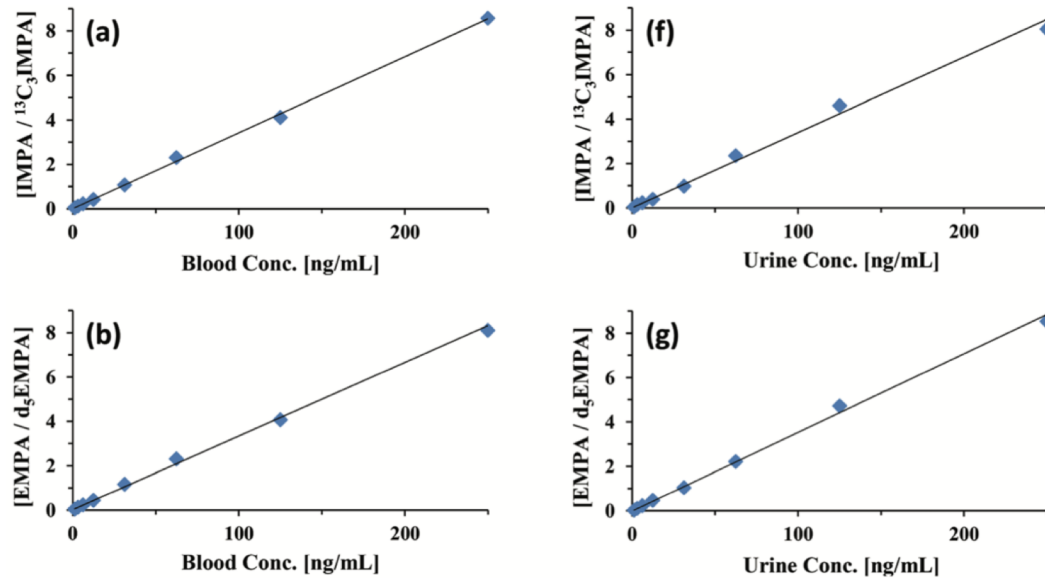 (a)
[IMPA / ¹³C₃IMPA]
8
6
4
2
0
0 100 200
Blood Conc. [ng/mL]
(f)
[IMPA / ¹³C₃IMPA]
8
6
4
2
0
0 100 200
Urine Conc. [ng/mL]
(b)
[EMPA / d₅EMPA]
8
6
4
2
0
0 100 200
Blood Conc. [ng/mL]
(g)
[EMPA / d₅EMPA]
8
6
4
2
0
0 100 200
Urine Conc. [ng/mL]